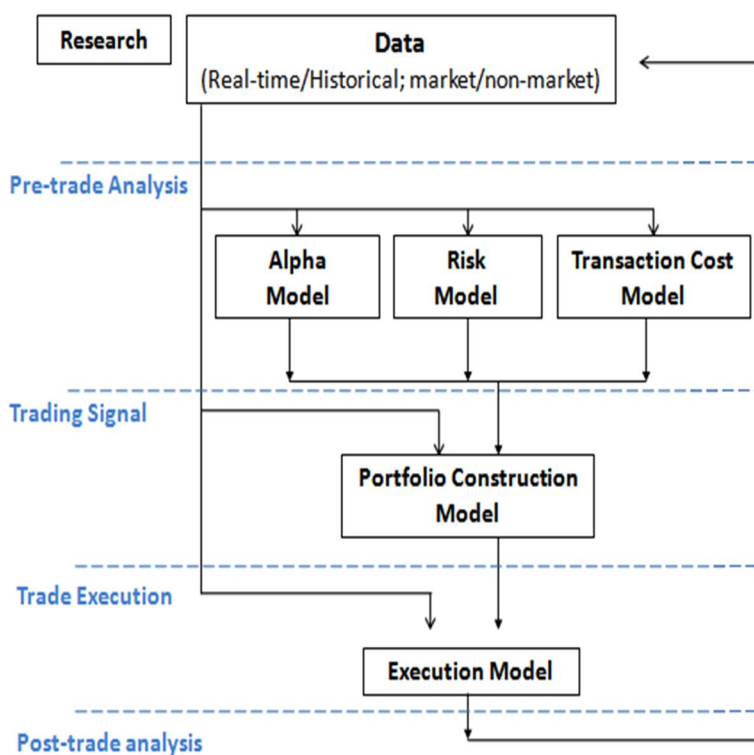 Research
Data
(Real-time/Historical; market/non-market)
Pre-trade Analysis
Alpha
Model
Risk
Model
Transaction Cost
Model
Trading Signal
Portfolio Construction
Model
Trade Execution
Execution Model
Post-trade analysis